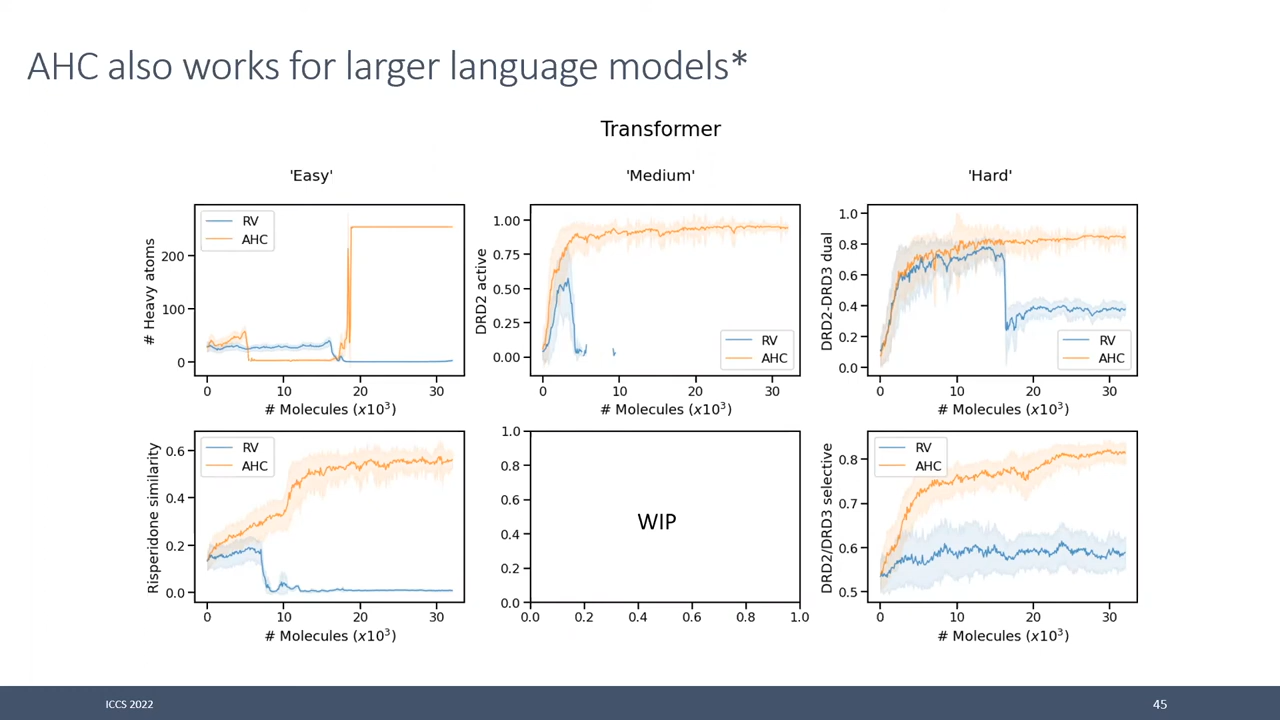 AHC also works for larger language models*
Transformer
'Easy'
'Medium'
'Hard'
# Heavy atoms
200
100
0
RV
AHC
0 10 20 30
# Molecules (x10³)
DRD2 active
1.00
0.75
0.50
0.25
0.00
RV
AHC
0 10 20 30
# Molecules (x10³)
DRD2-DRD3 dual
1.0
0.8
0.6
0.4
0.2
0.0
RV
AHC
0 10 20 30
# Molecules (x10³)
Risperidone similarity
0.6
0.4
0.2
0.0
RV
AHC
0 10 20 30
# Molecules (x10³)
1.0
0.8
0.6
0.4
0.2
0.0
WIP
0.0 0.2 0.4 0.6 0.8 1.0
DRD2/DRD3 selective
0.8
0.7
0.6
0.5
RV
AHC
0 10 20 30
# Molecules (x10³)
ICCS 2022
45